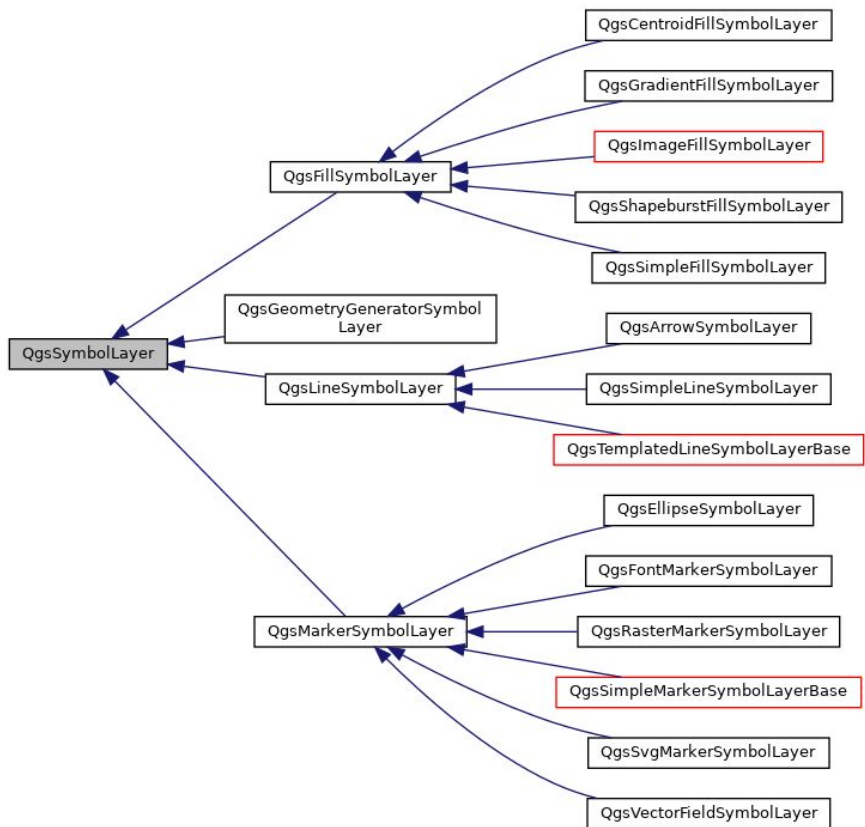 QgsCentroidFillSymbolLayer
QgsGradientFillSymbolLayer
QgsImageFillSymbolLayer
QgsFillSymbolLayer
QgsShapeburstFillSymbolLayer
QgsSimpleFillSymbolLayer
QgsGeometryGeneratorSymbol
Layer
QgsArrowSymbolLayer
QgsSymbolLayer
QgsLineSymbolLayer
QgsSimpleLineSymbolLayer
QgsTemplatedLineSymbolLayerBase
QgsEllipseSymbolLayer
QgsFontMarkerSymbolLayer
QgsMarkerSymbolLayer
QgsRasterMarkerSymbolLayer
QgsSimpleMarkerSymbolLayerBase
QgsSvgMarkerSymbolLayer
QgsVectorFieldSymbolLayer